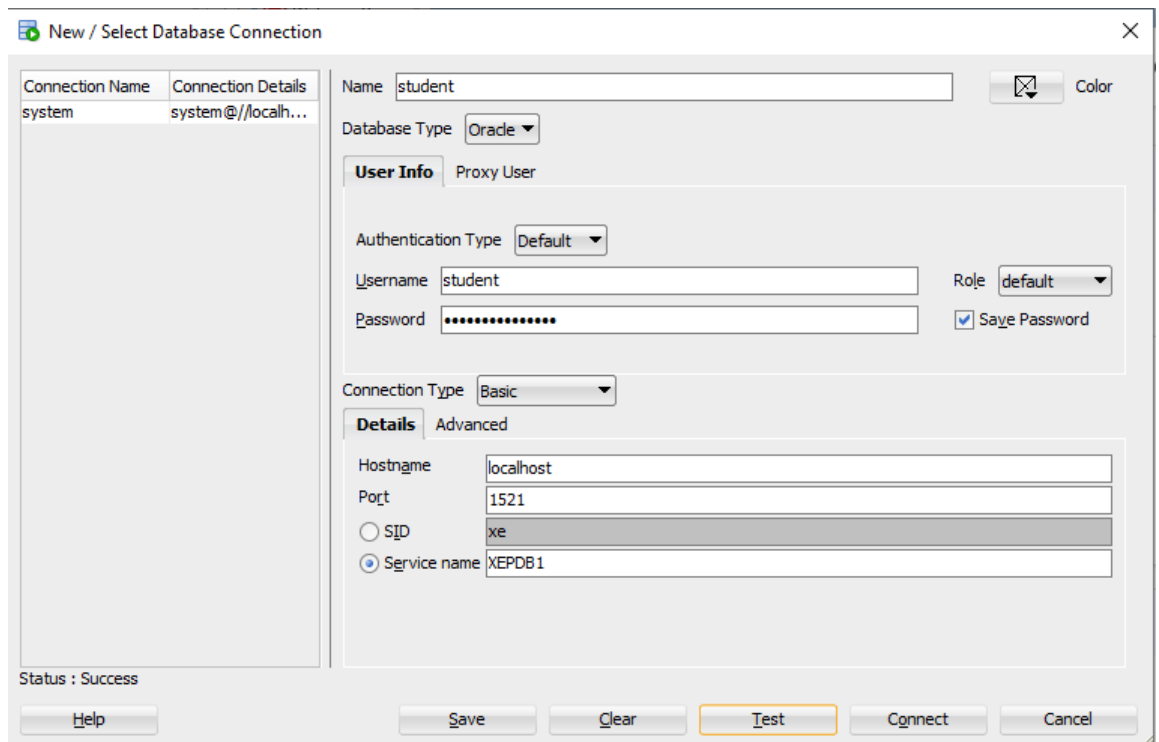 New / Select Database Connection
Connection Name Connection Details
system system@//localh...
Name student Color
Database Type Oracle
User Info Proxy User
Authentication Type Default
Username student Role default
Password ••••••••••••••• Save Password
Connection Type Basic
Details Advanced
Hostname localhost
Port 1521
SID xe
Service name XEPDB1
Status : Success
Help Save Clear Test Connect Cancel